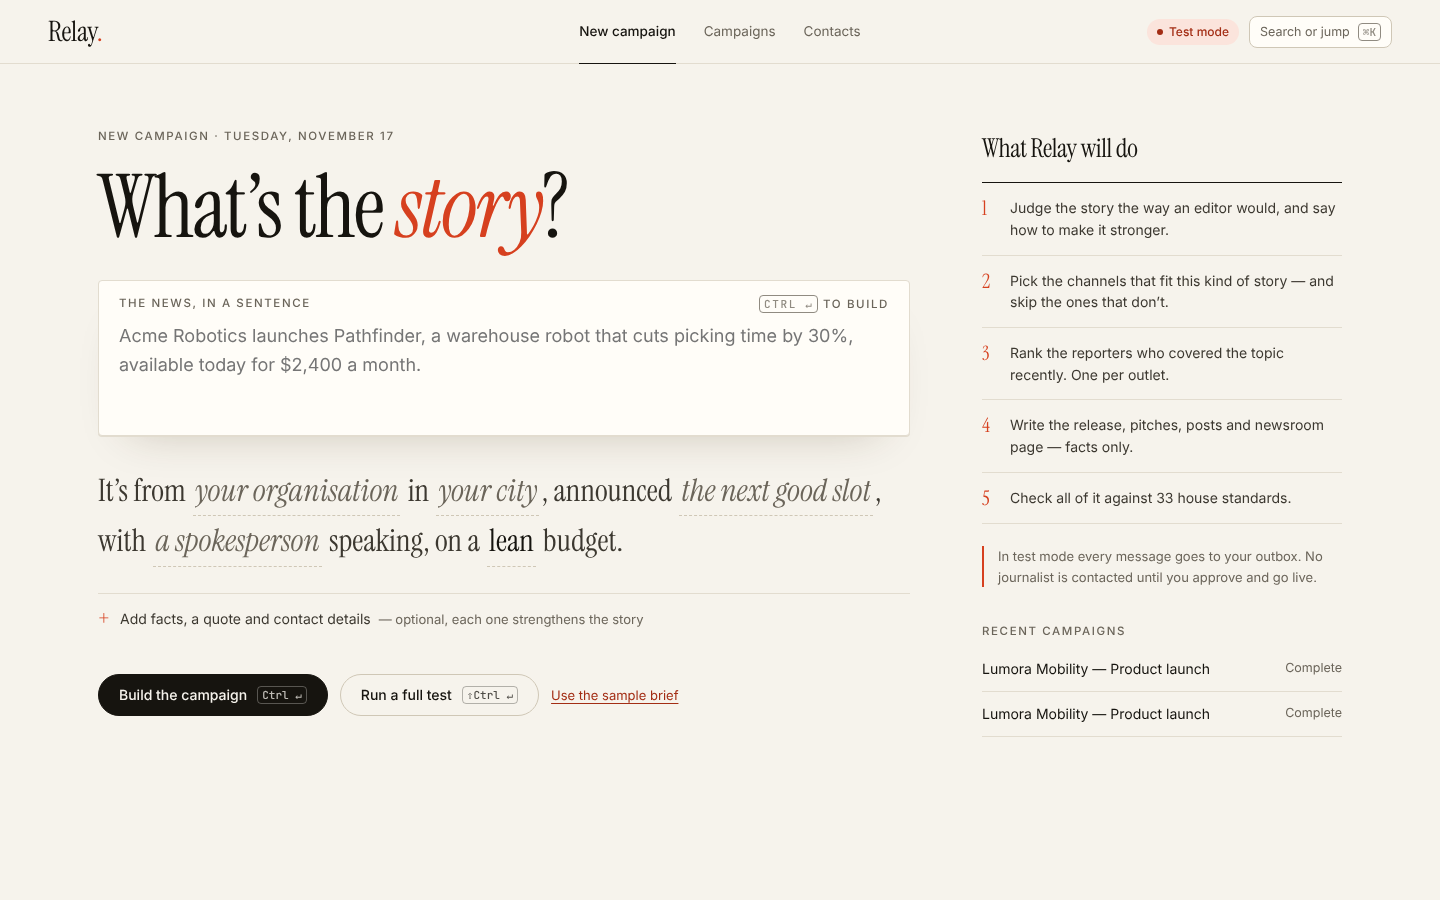 Relay.
New campaign
Campaigns
Contacts
Test mode
Search or jump ⌘K
NEW CAMPAIGN · TUESDAY, NOVEMBER 17
What's the story?
THE NEWS, IN A SENTENCE
CTRL ↵ TO BUILD
Acme Robotics launches Pathfinder, a warehouse robot that cuts picking time by 30%,
available today for $2,400 a month.
It's from your organisation in your city, announced the next good slot,
with a spokesperson speaking, on a lean budget.
+ Add facts, a quote and contact details — optional, each one strengthens the story
Build the campaign Ctrl ↵
Run a full test ⇧Ctrl ↵
Use the sample brief
What Relay will do
1 Judge the story the way an editor would, and say
how to make it stronger.
2 Pick the channels that fit this kind of story — and
skip the ones that don't.
3 Rank the reporters who covered the topic
recently. One per outlet.
4 Write the release, pitches, posts and newsroom
page — facts only.
5 Check all of it against 33 house standards.
In test mode every message goes to your outbox. No
journalist is contacted until you approve and go live.
RECENT CAMPAIGNS
Lumora Mobility — Product launch Complete
Lumora Mobility — Product launch Complete